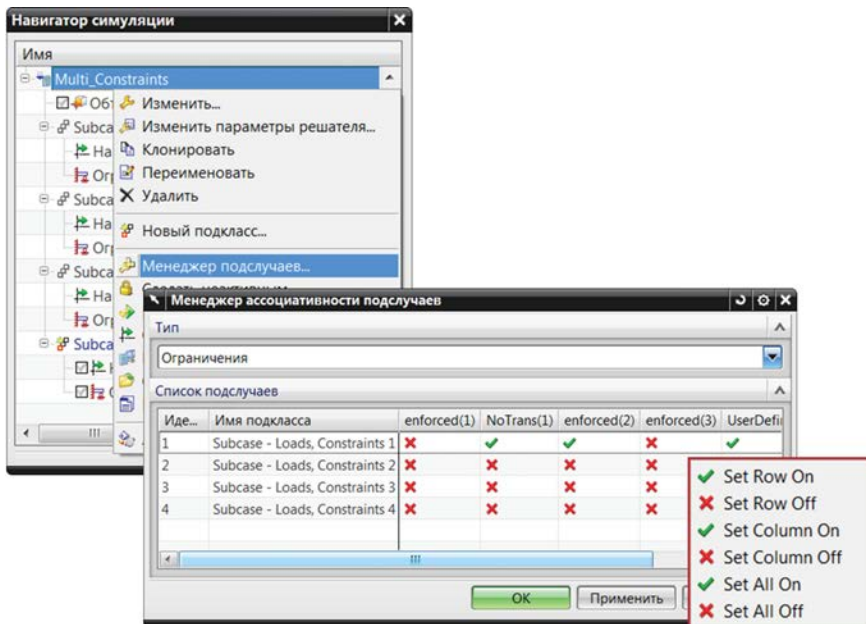 Навигатор симуляции
Имя
Multi_Constraints
Изменить...
Subca
Изменить параметры решателя...
Клонировать
Переименовать
Subca
Удалить
Новый подкласс...
Subca
Менеджер подслучаев...
Subca
Менеджер ассоциативности подслучаев
Тип
Ограничения
Список подслучаев
Иде... Имя подкласса enforced(1) NoTrans(1) enforced(2) enforced(3) UserDefi
1 Subcase - Loads, Constraints 1
2 Subcase - Loads, Constraints 2
3 Subcase - Loads, Constraints 3
4 Subcase - Loads, Constraints 4
Set Row On
Set Row Off
Set Column On
Set Column Off
Set All On
Set All Off
OK Применить